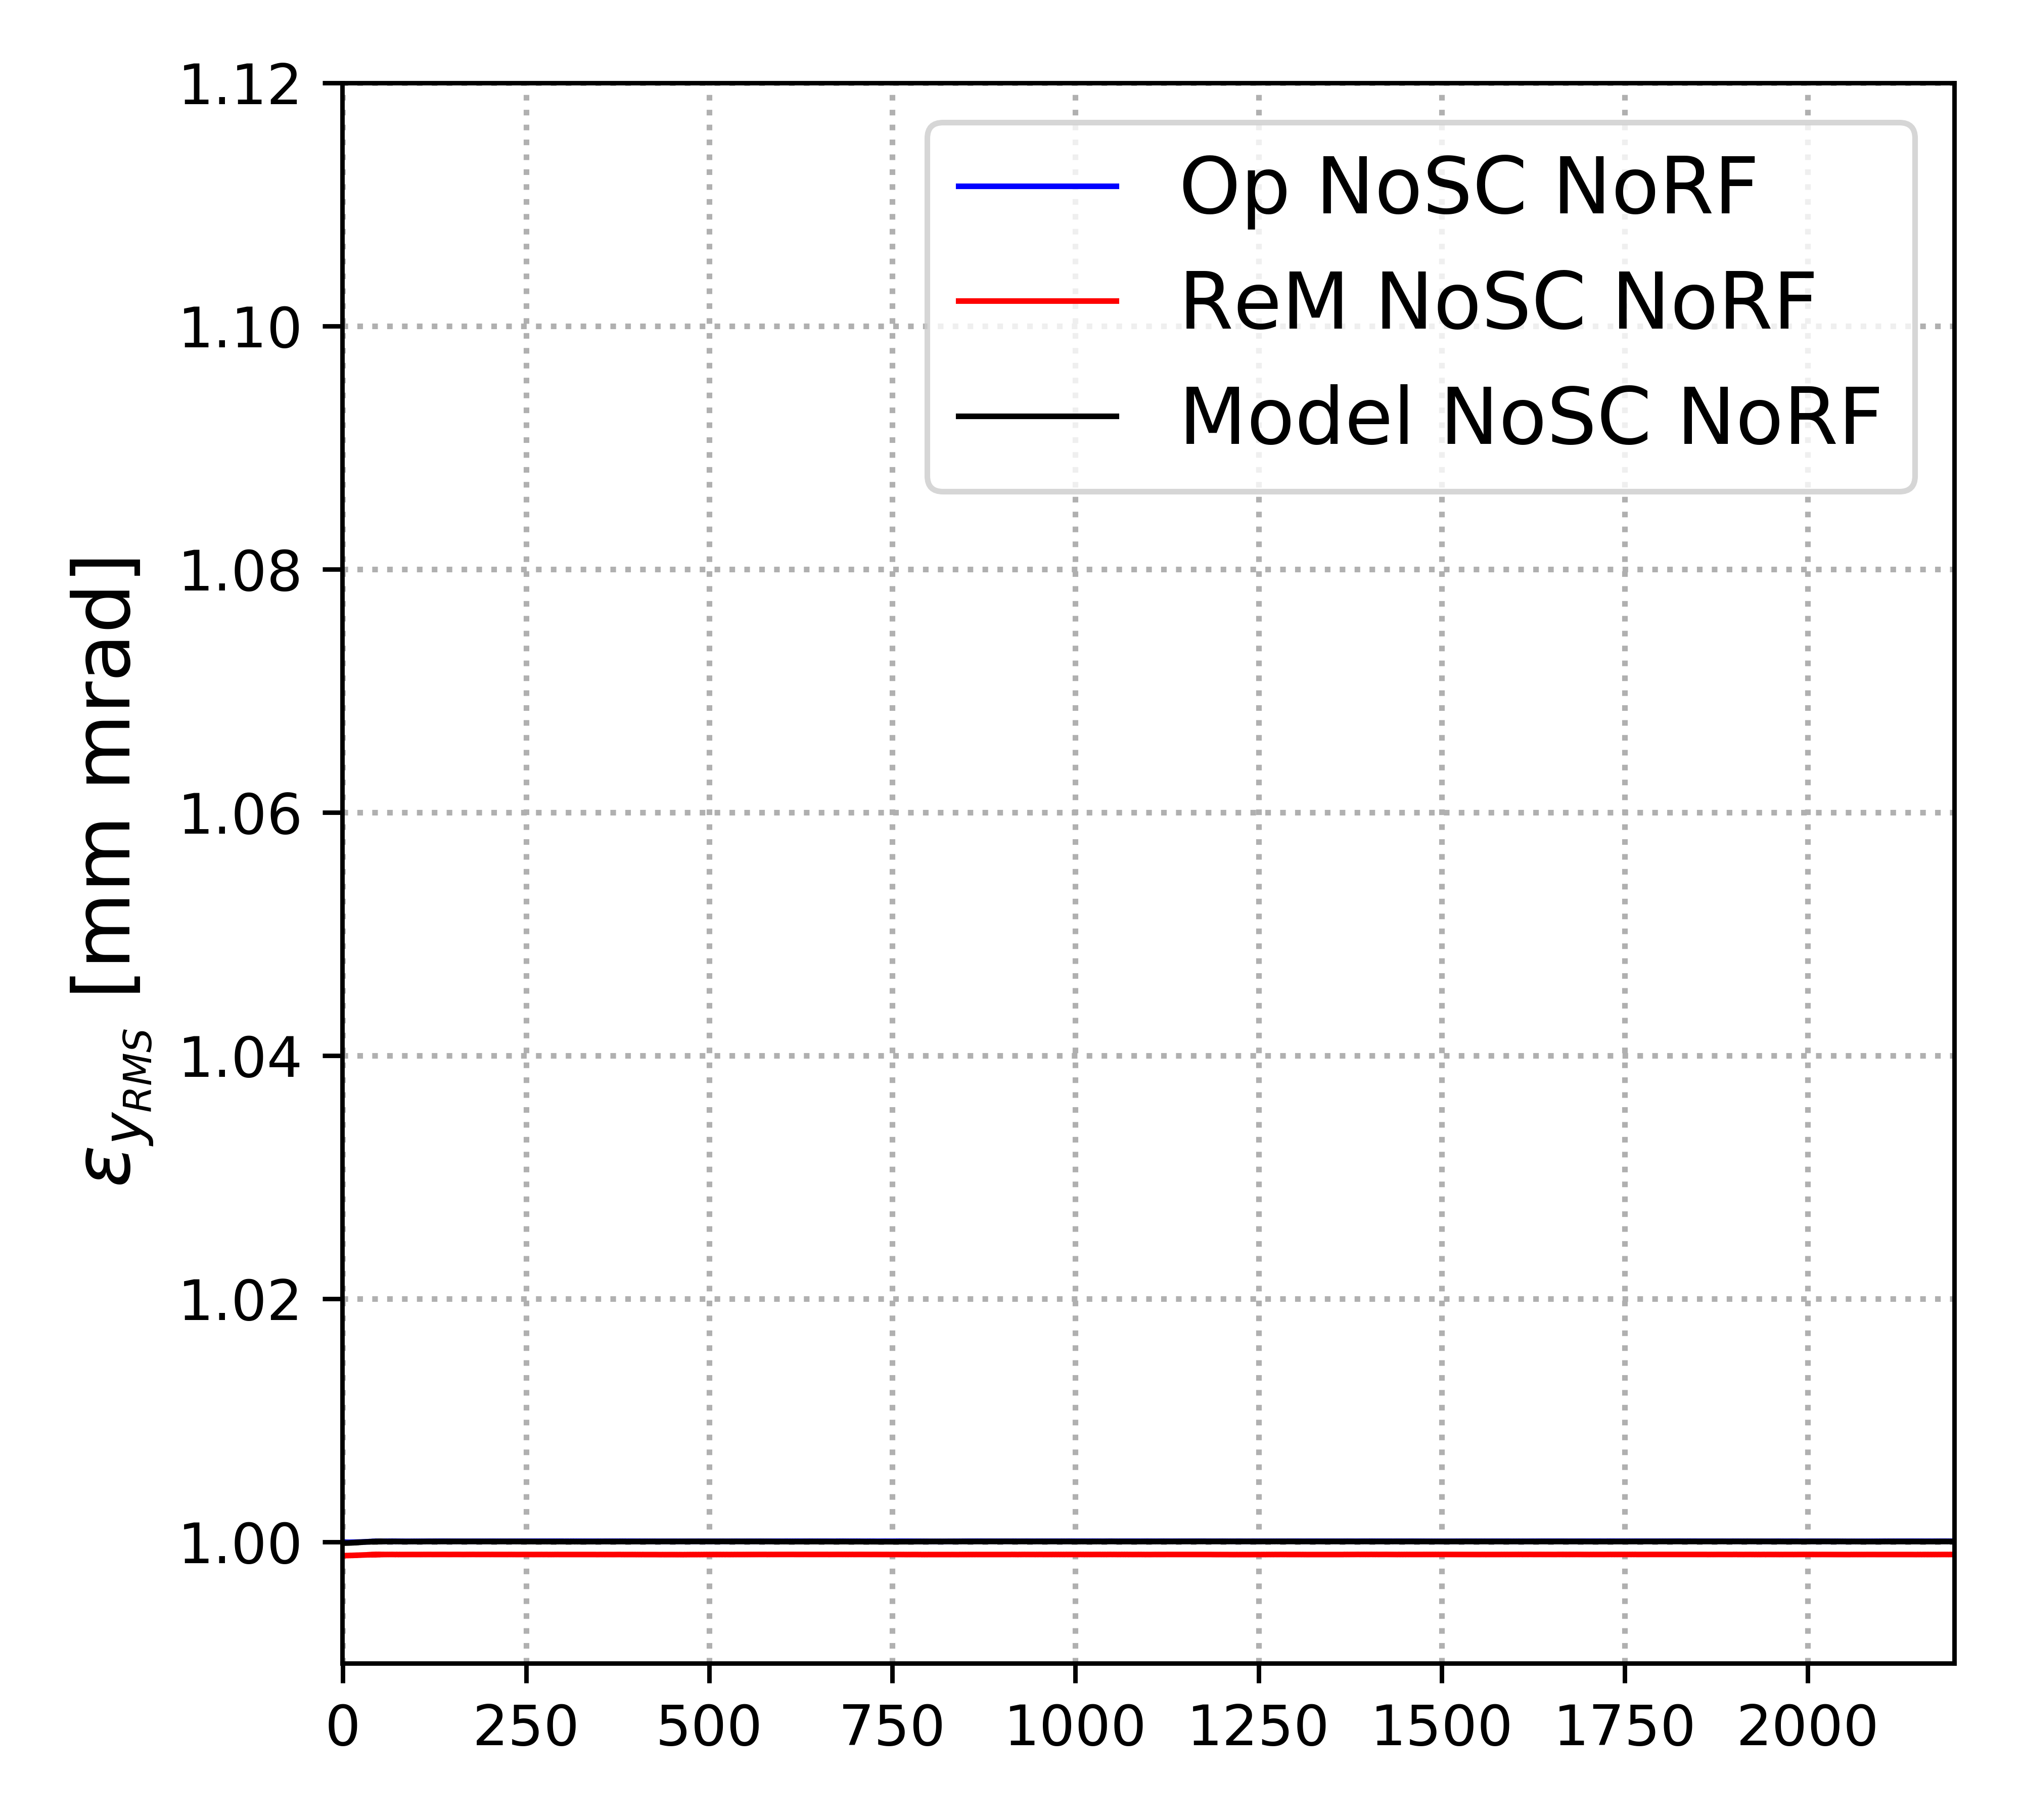 1.12
1.10
1.08
1.06
1.04
1.02
1.00
ε_{y_{RMS}} [mm mrad]
Op NoSC NoRF
ReM NoSC NoRF
Model NoSC NoRF
0 250 500 750 1000 1250 1500 1750 2000